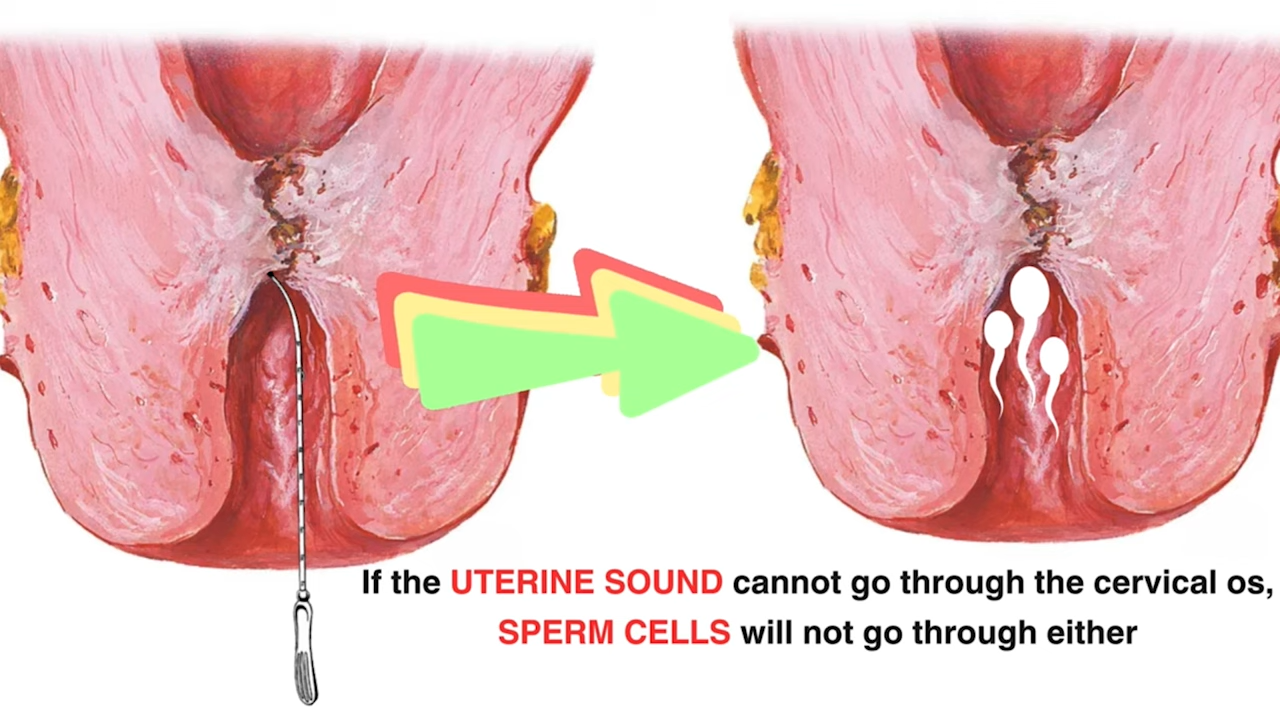 If the UTERINE SOUND cannot go through the cervical os,
SPERM CELLS will not go through either